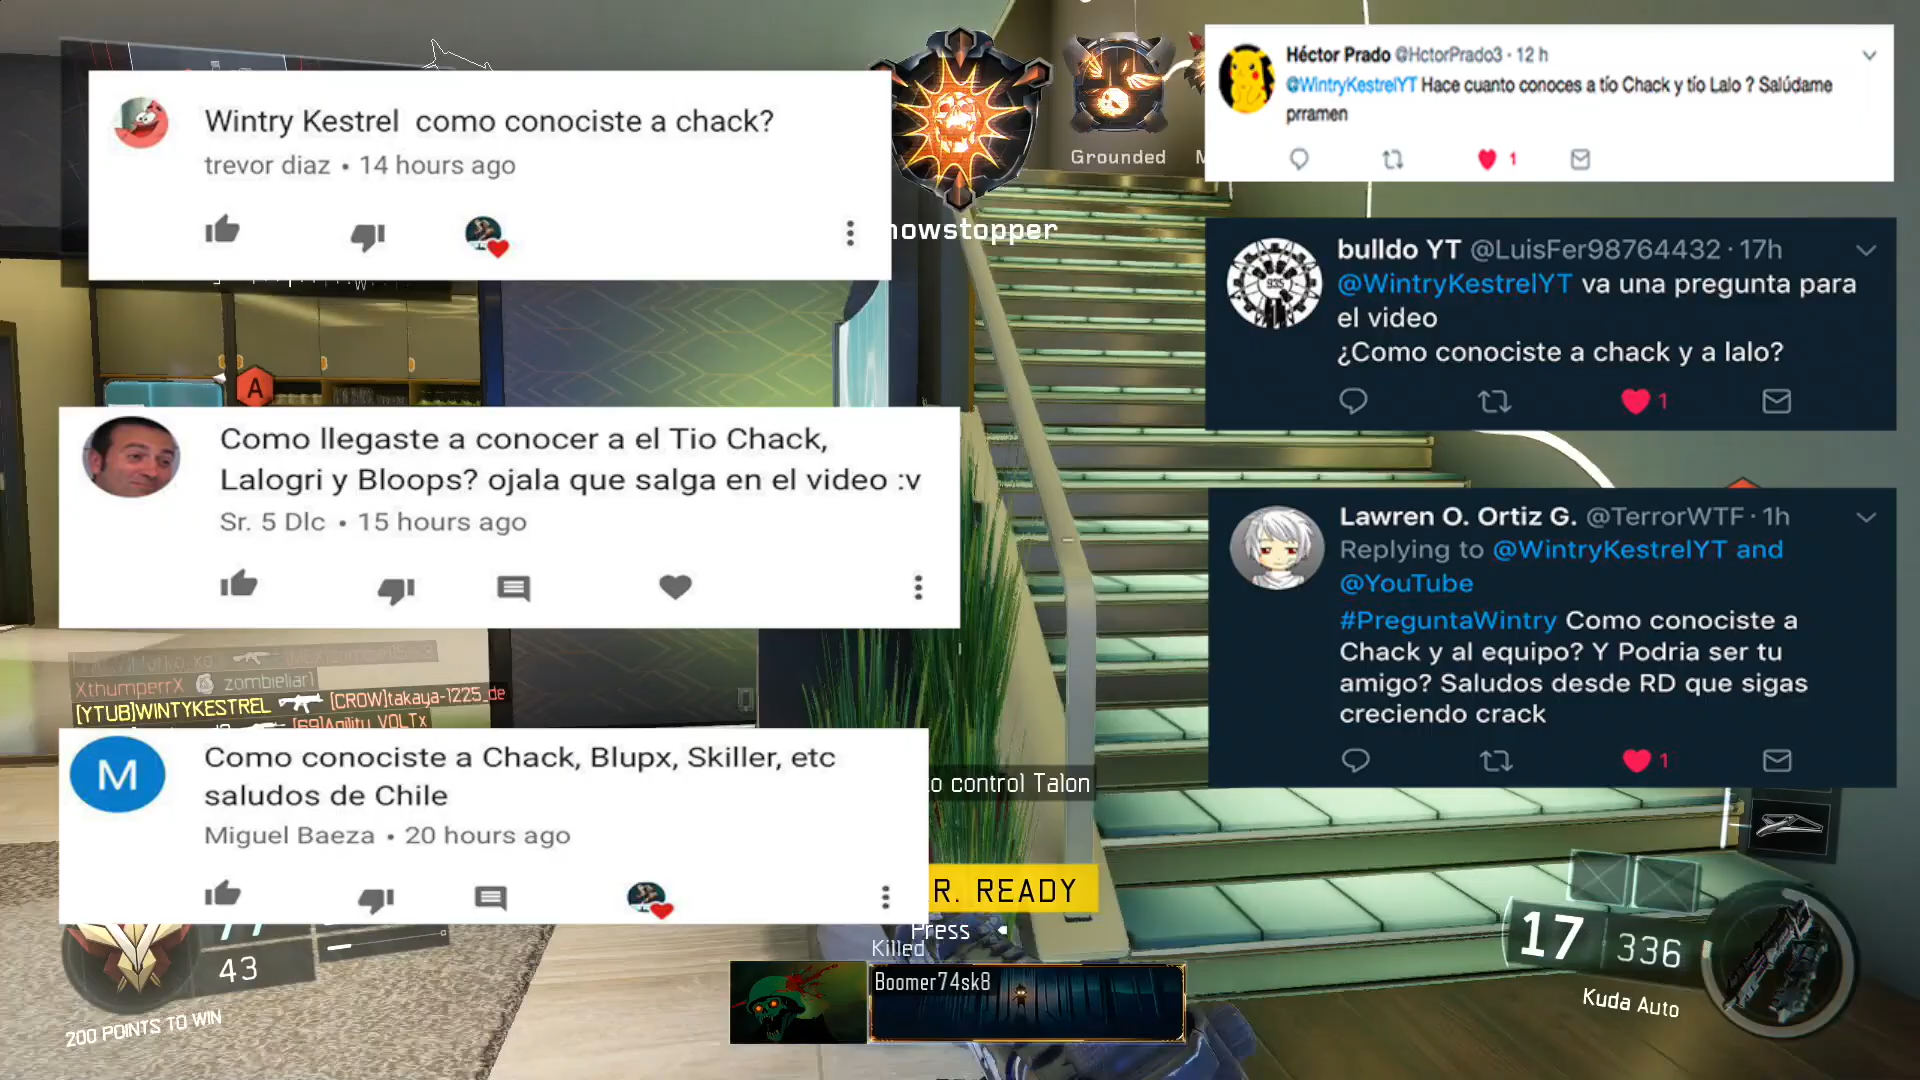 Wintry Kestrel como conociste a chack?
trevor diaz • 14 hours ago
Como llegaste a conocer a el Tio Chack,
Lalogri y Bloops? ojala que salga en el video :v
Sr. 5 Dlc • 15 hours ago
XthumperrX zombieliar1
[YTUB]WINTYKESTREL [CROW]takaya-1225_de
[69]Agility_VOLTx
M
Como conociste a Chack, Blupx, Skiller, etc
saludos de Chile
Miguel Baeza • 20 hours ago
43
200 POINTS TO WIN
Grounded
howstopper
A
Héctor Prado @HctorPrado3 · 12 h
@WintryKestrelYT Hace cuanto conoces a tío Chack y tío Lalo ? Salúdame
prramen
1
bulldo YT @LuisFer98764432 · 17h
@WintryKestrelYT va una pregunta para
el video
¿Como conociste a chack y a lalo?
1
935
Lawren O. Ortiz G. @TerrorWTF · 1h
Replying to @WintryKestrelYT and
@YouTube
#PreguntaWintry Como conociste a
Chack y al equipo? Y Podria ser tu
amigo? Saludos desde RD que sigas
creciendo crack
1
o control Talon
R. READY
Press
Killed
Boomer74sk8
17 336
Kuda Auto